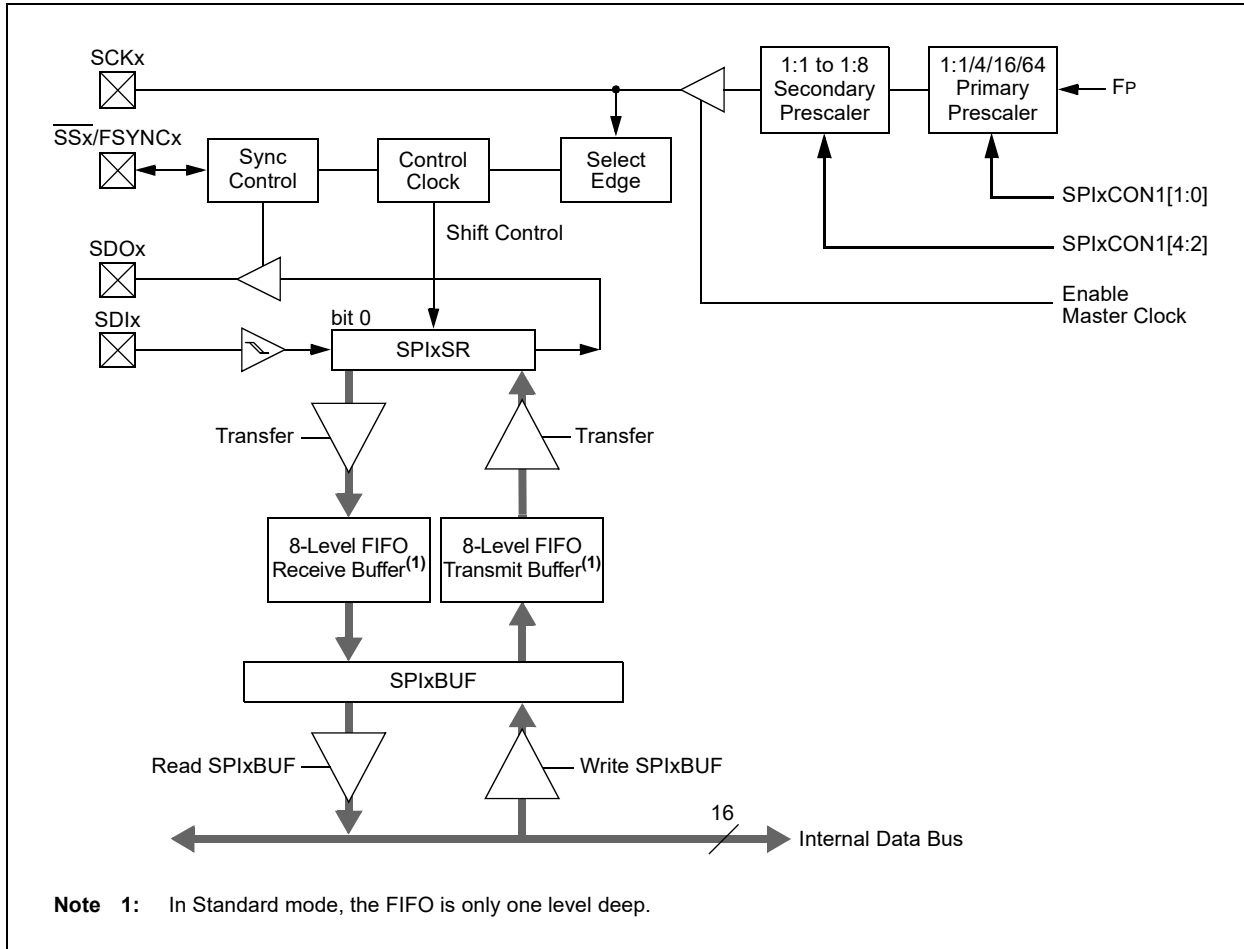 SCKx
SSx/FSYNCx
SDOx
SDIx
Sync
Control
Control
Clock
Select
Edge
1:1 to 1:8
Secondary
Prescaler
1:1/4/16/64
Primary
Prescaler
FP
SPIxCON1[1:0]
SPIxCON1[4:2]
Enable
Master Clock
Shift Control
bit 0
SPIxSR
Transfer
Transfer
8-Level FIFO
Receive Buffer(1)
8-Level FIFO
Transmit Buffer(1)
SPIxBUF
Read SPIxBUF
Write SPIxBUF
16
Internal Data Bus
Note 1: In Standard mode, the FIFO is only one level deep.